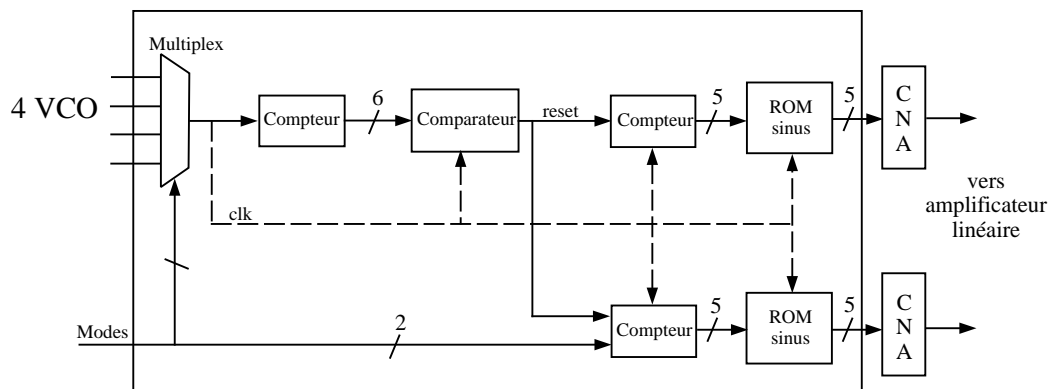 Multiplex
4 VCO
Compteur
6
Comparateur
reset
Compteur
5
ROM
sinus
5
C
N
A
clk
vers
amplificateur
linéaire
Modes
2
Compteur
5
ROM
sinus
5
C
N
A